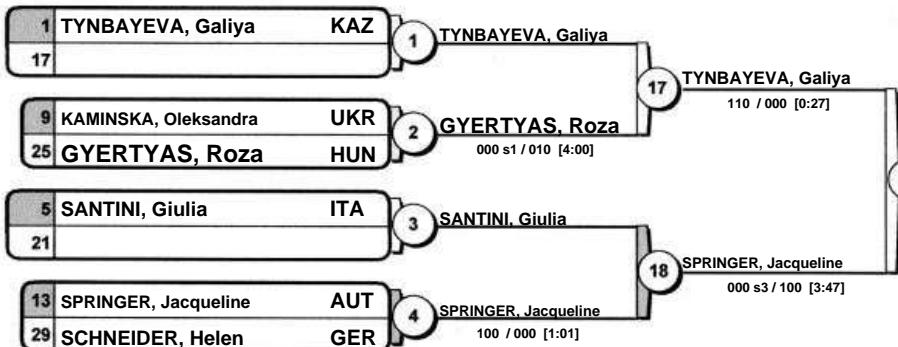 1 TYNBAYEVA, Galiya KAZ
17
1
TYNBAYEVA, Galiya
9 KAMINSKA, Oleksandra UKR
25 GYERTYAS, Roza HUN
2
GYERTYAS, Roza
000 s1 / 010 [4:00]
17
TYNBAYEVA, Galiya
110 / 000 [0:27]
5 SANTINI, Giulia ITA
21
3
SANTINI, Giulia
13 SPRINGER, Jacqueline AUT
29 SCHNEIDER, Helen GER
4
SPRINGER, Jacqueline
100 / 000 [1:01]
18
SPRINGER, Jacqueline
000 s3 / 100 [3:47]